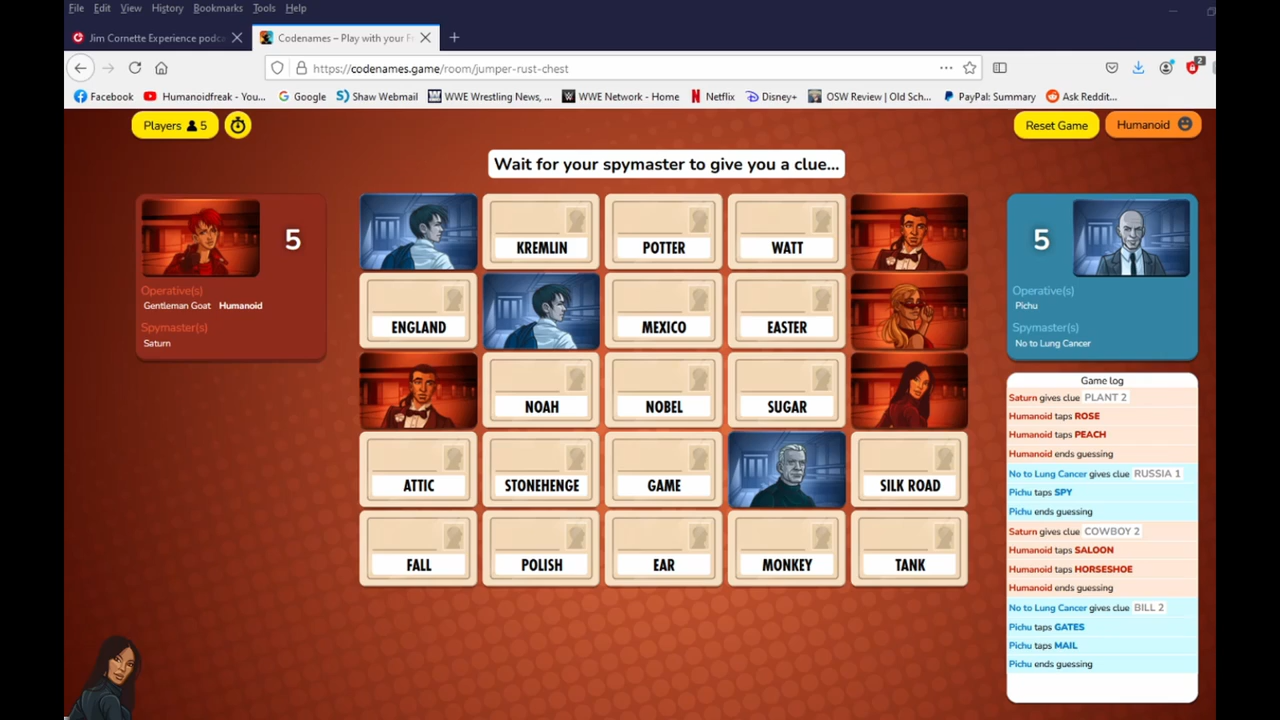 File Edit View History Bookmarks Tools Help
Jim Cornette Experience podca
Codenames – Play with your F
https://codenames.game/room/jumper-rust-chest
2
Facebook Humanoidfreak - You... Google Shaw Webmail WWE Wrestling News, ... WWE Network - Home Netflix Disney+ OSW Review | Old Sch... PayPal: Summary Ask Reddit...
Players 5
Reset Game
Humanoid
Wait for your spymaster to give you a clue...
5
Operative(s)
Gentleman Goat Humanoid
Spymaster(s)
Saturn
KREMLIN
POTTER
WATT
ENGLAND
MEXICO
EASTER
NOAH
NOBEL
SUGAR
ATTIC
STONEHENGE
GAME
SILK ROAD
FALL
POLISH
EAR
MONKEY
TANK
5
Operative(s)
Pichu
Spymaster(s)
No to Lung Cancer
Game log
Saturn gives clue PLANT 2
Humanoid taps ROSE
Humanoid taps PEACH
Humanoid ends guessing
No to Lung Cancer gives clue RUSSIA 1
Pichu taps SPY
Pichu ends guessing
Saturn gives clue COWBOY 2
Humanoid taps SALOON
Humanoid taps HORSESHOE
Humanoid ends guessing
No to Lung Cancer gives clue BILL 2
Pichu taps GATES
Pichu taps MAIL
Pichu ends guessing